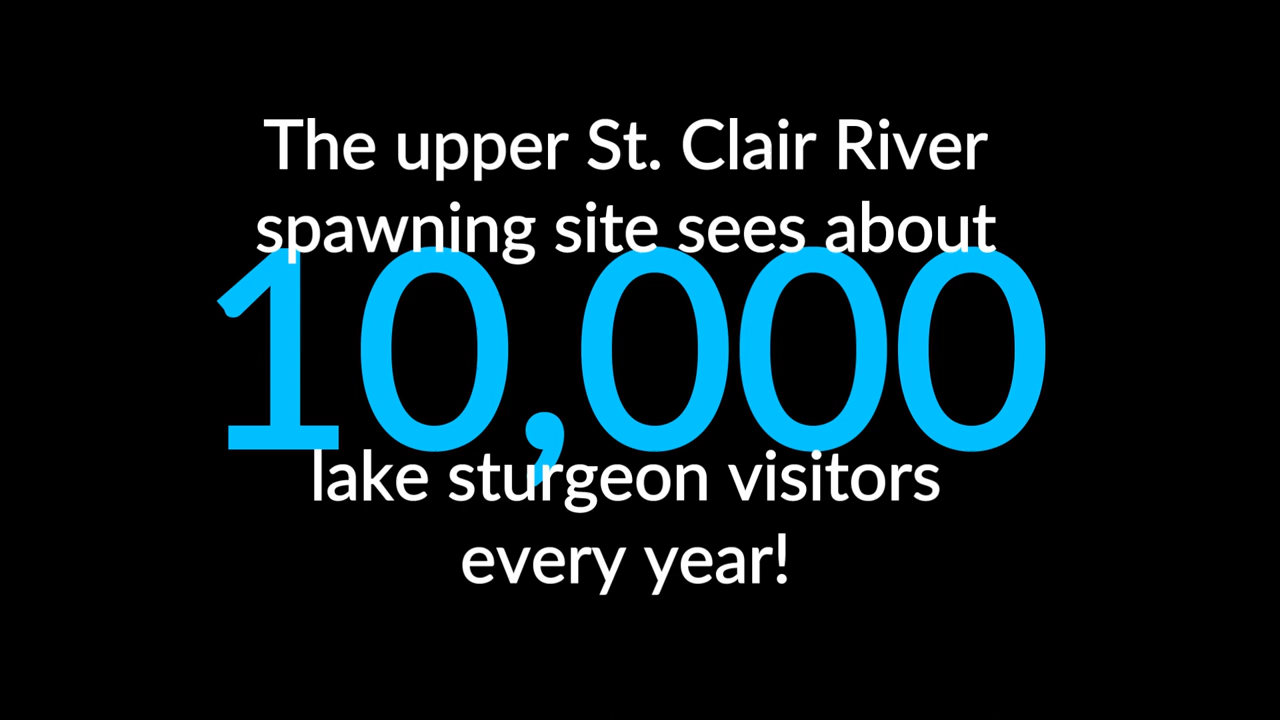 The upper St. Clair River
spawning site sees about
10,000
lake sturgeon visitors
every year!